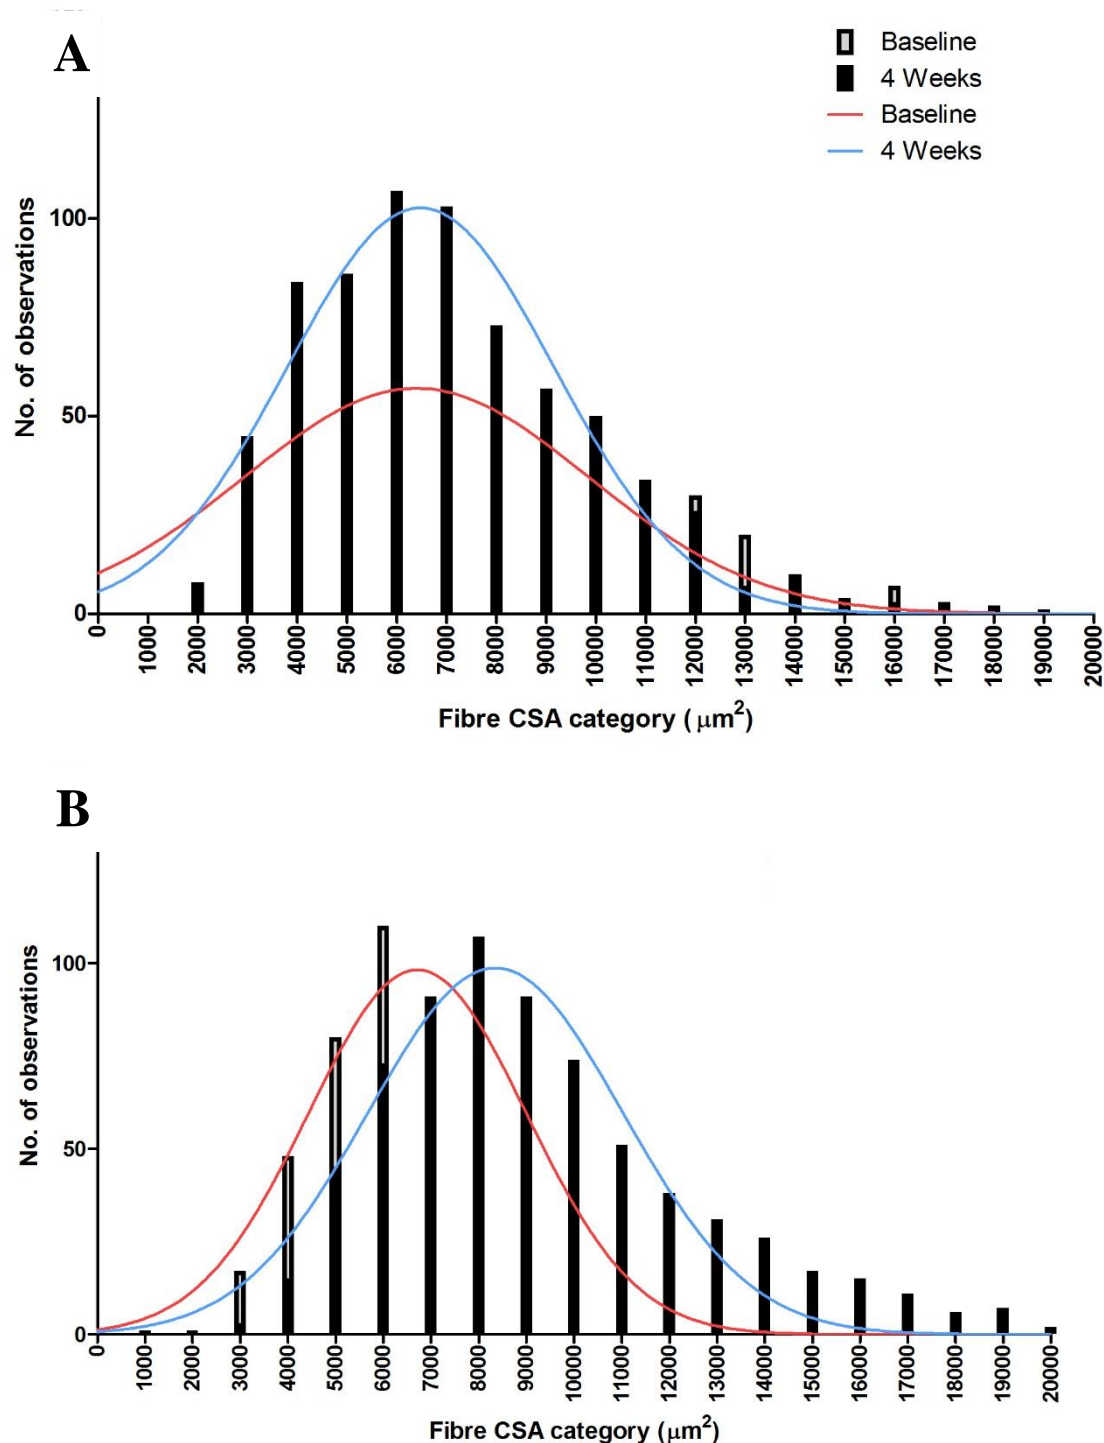 A
Baseline
4 Weeks
Baseline
4 Weeks
No. of observations
100
50
0
0 1000 2000 3000 4000 5000 6000 7000 8000 9000 10000 11000 12000 13000 14000 15000 16000 17000 18000 19000 20000
Fibre CSA category ( μm²)
B
No. of observations
100
50
0
0 1000 2000 3000 4000 5000 6000 7000 8000 9000 10000 11000 12000 13000 14000 15000 16000 17000 18000 19000 20000
Fibre CSA category (μm²)